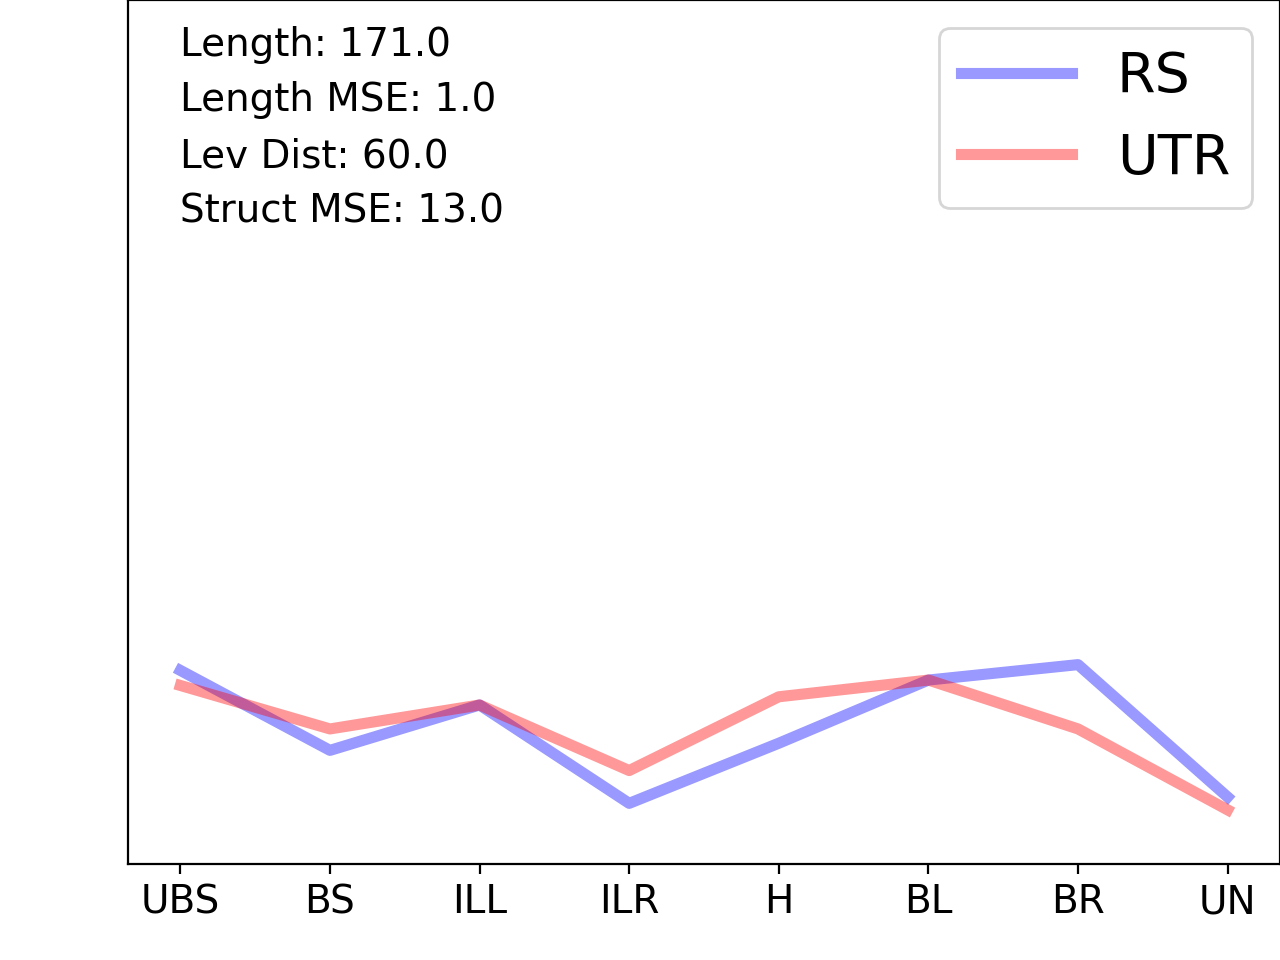 Length: 171.0
Length MSE: 1.0
Lev Dist: 60.0
Struct MSE: 13.0
RS
UTR
UBS BS ILL ILR H BL BR UN